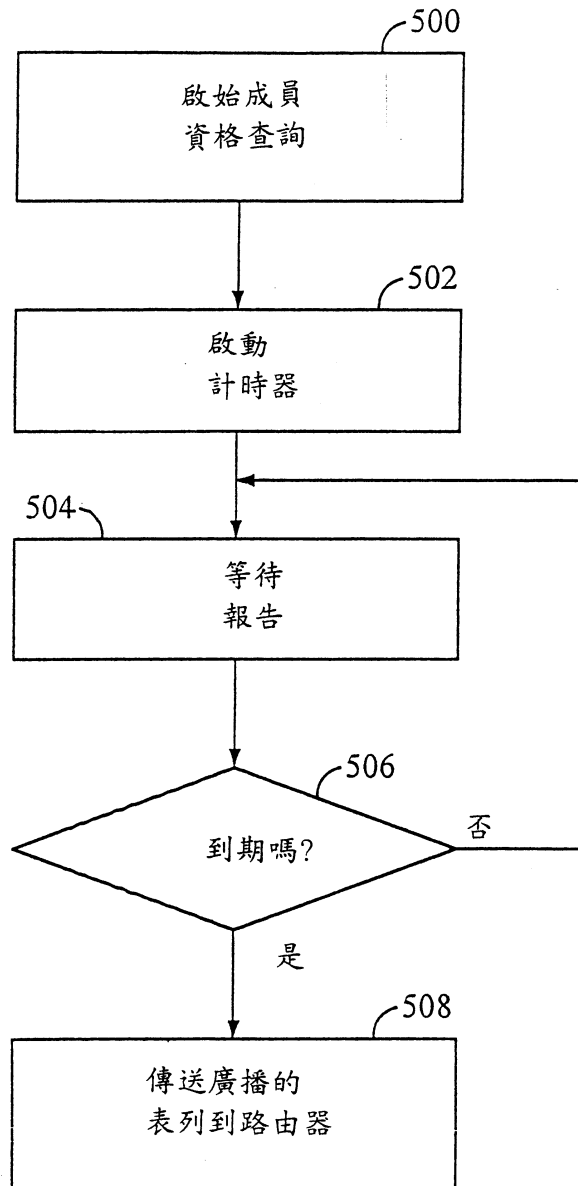 500
啟始成員
資格查詢
502
啟動
計時器
504
等待
報告
506
到期嗎?
否
是
508
傳送廣播的
表列到路由器